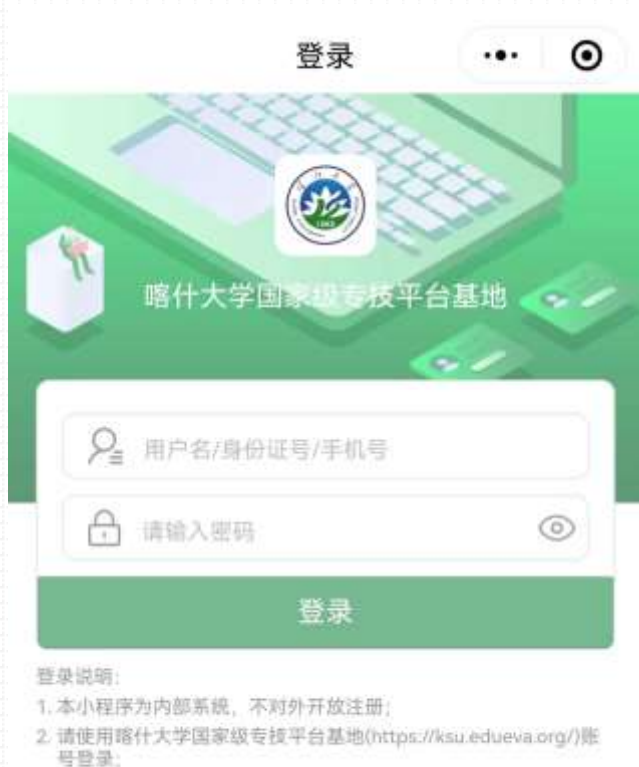 登录
喀什大学国家级专技平台基地
用户名/身份证号/手机号
请输入密码
登录
登录说明:
1. 本小程序为内部系统，不对外开放注册;
2. 请使用喀什大学国家级专技平台基地(https://ksu.edueva.org/)账
号登录;